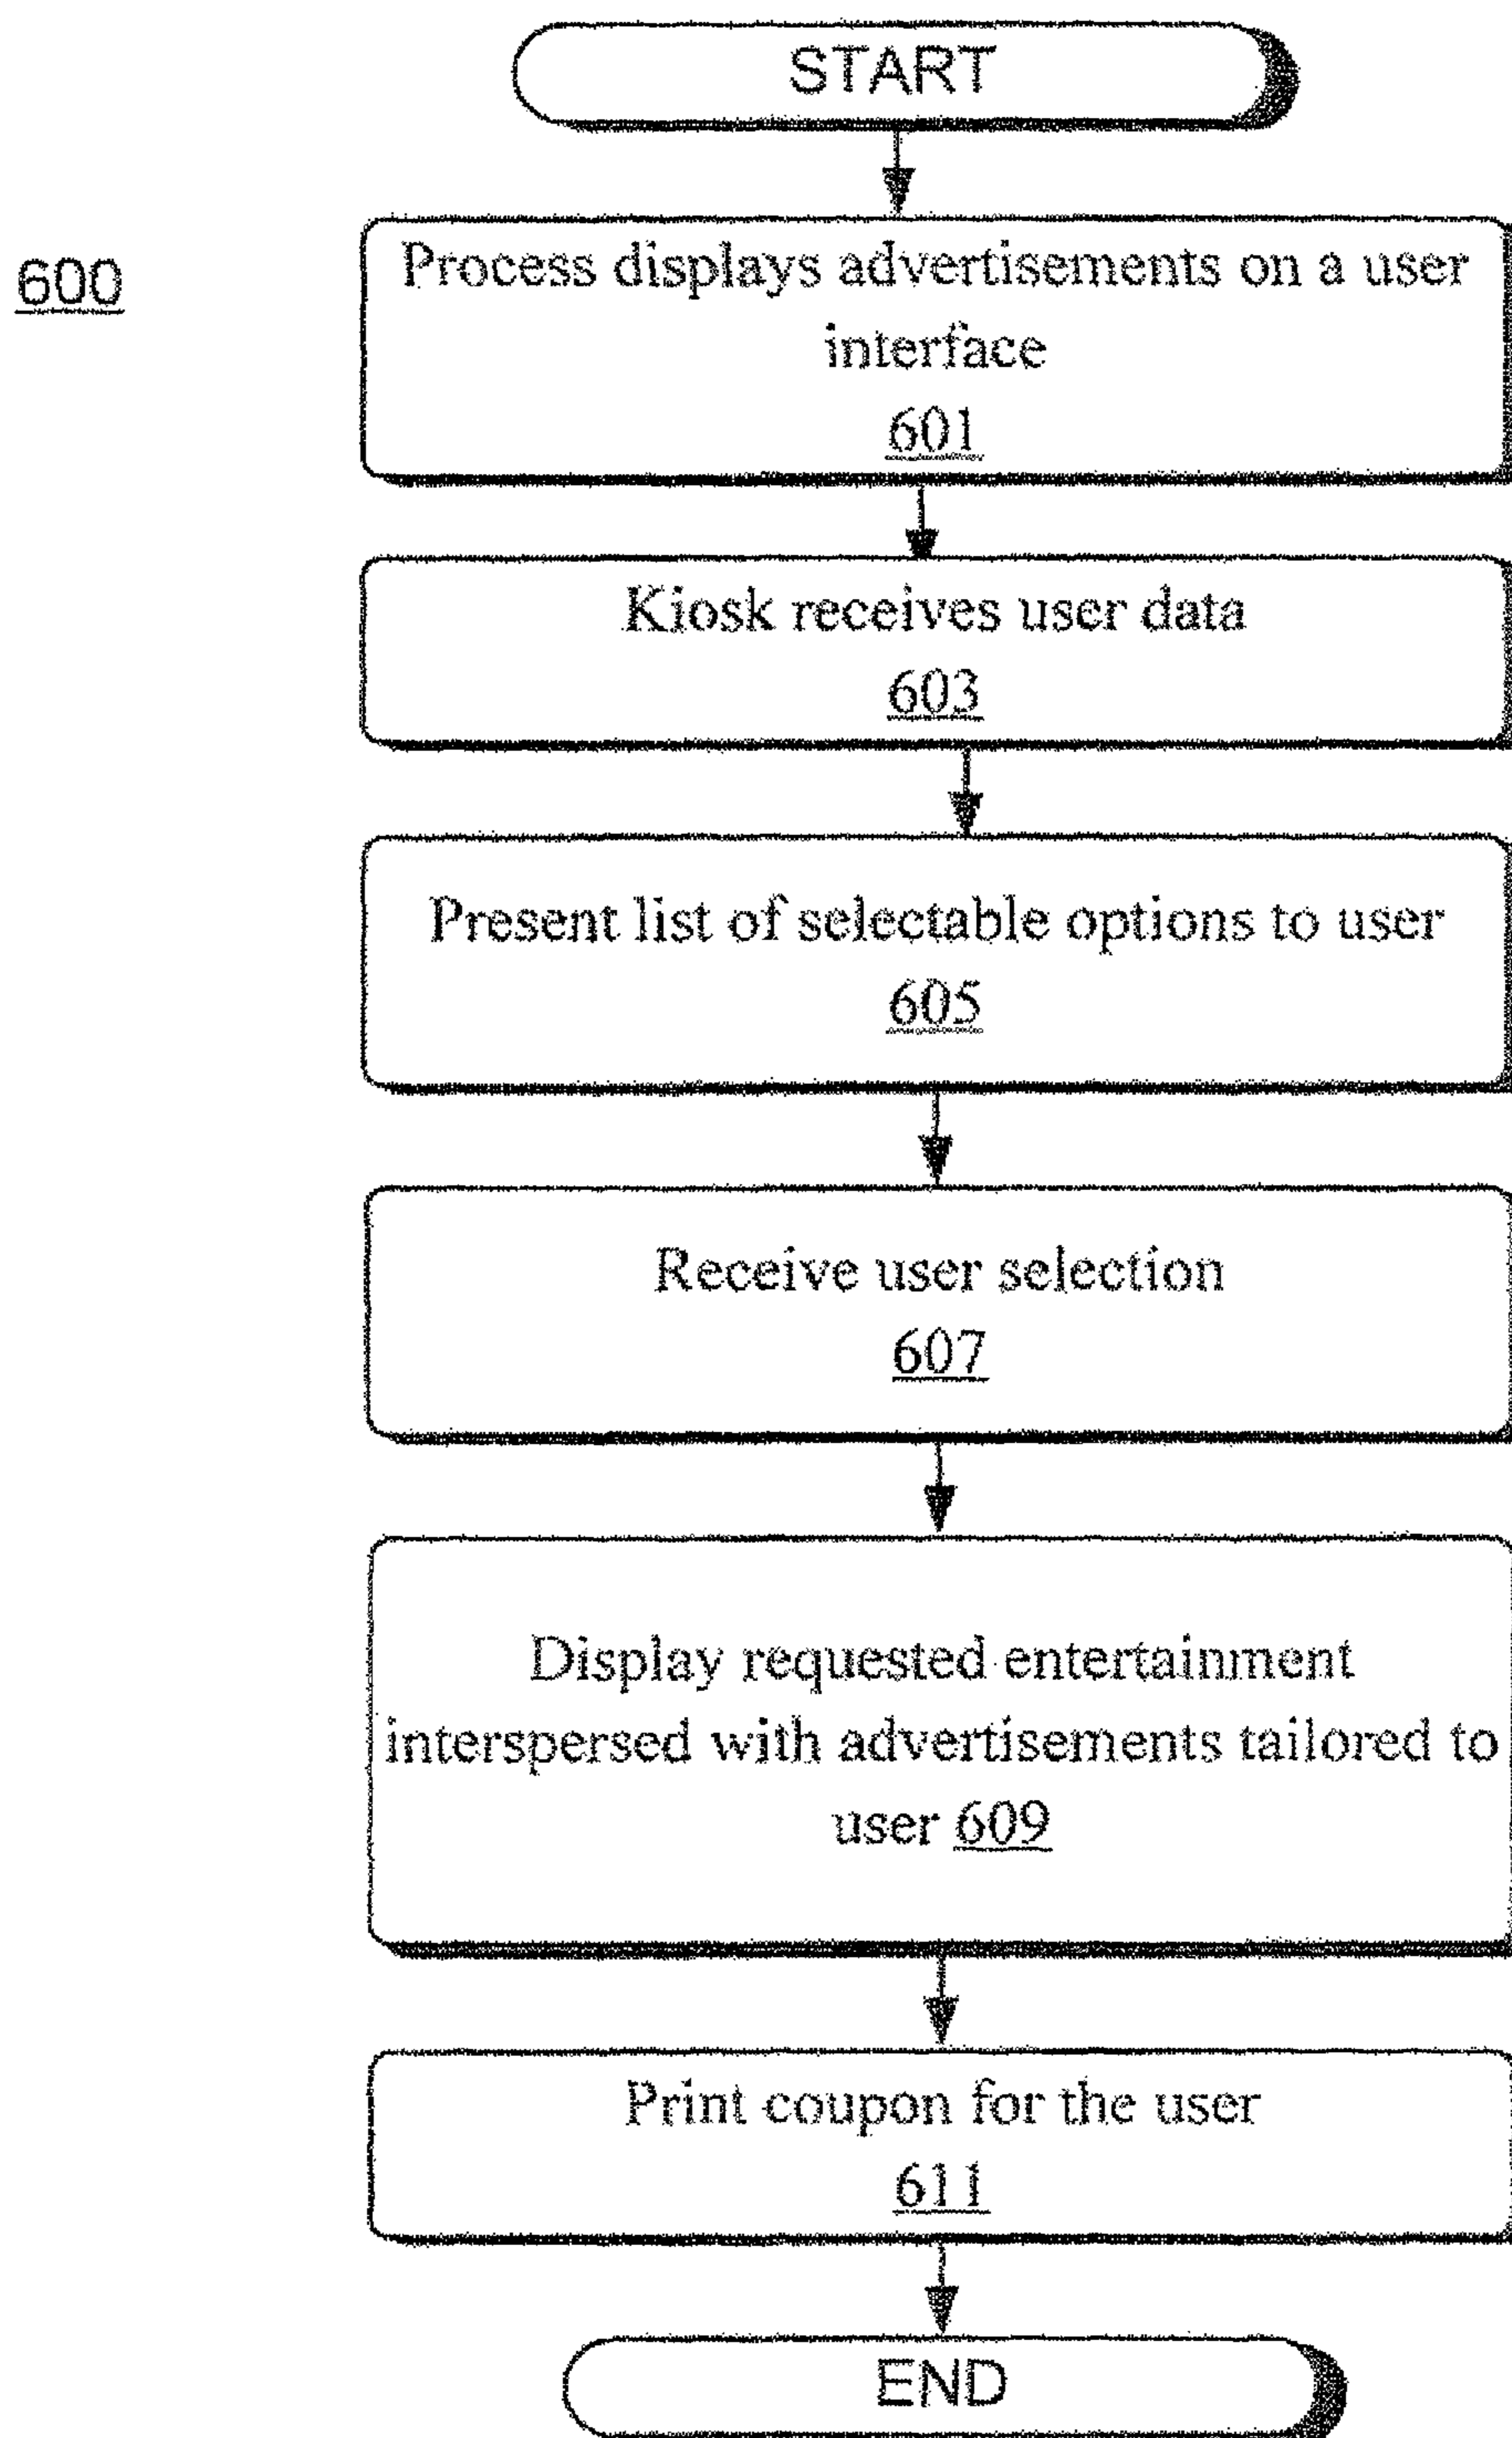 START
600
Process displays advertisements on a user
interface
601
Kiosk receives user data
603
Present list of selectable options to user
605
Receive user selection
607
Display requested entertainment
interspersed with advertisements tailored to
user 609
Print coupon for the user
611
END